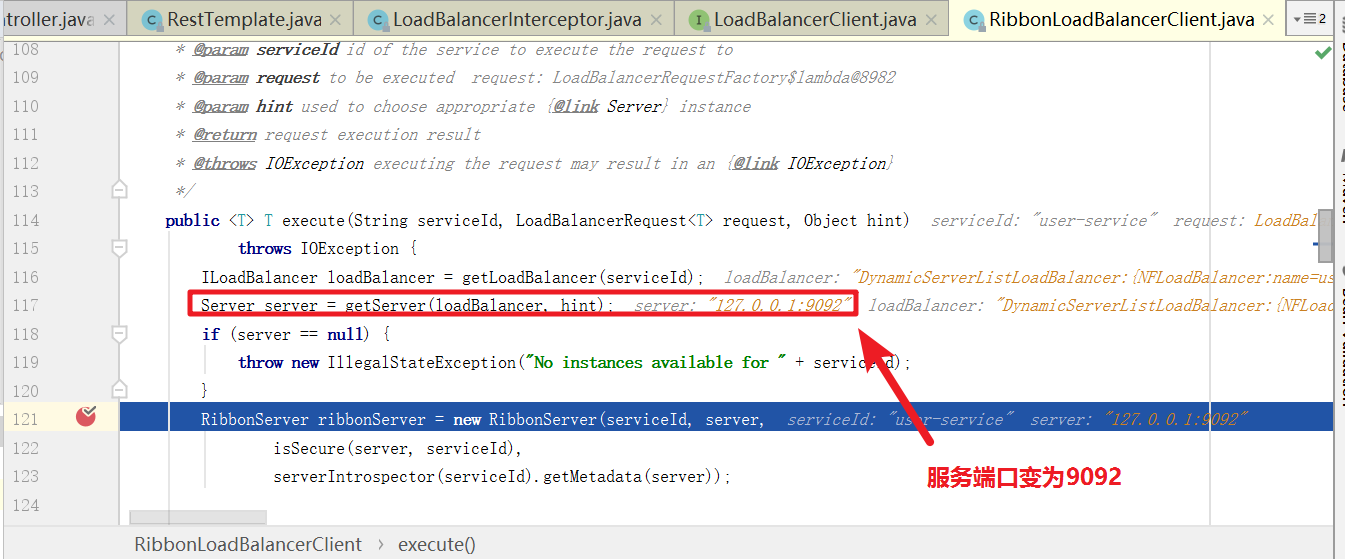 ntroller.java RestTemplate.java LoadBalancerInterceptor.java LoadBalancerClient.java RibbonLoadBalancerClient.java 2
108 * @param serviceId id of the service to execute the request to
109 * @param request to be executed request: LoadBalancerRequestFactory$lambda@8982
110 * @param hint used to choose appropriate {@link Server} instance
111 * @return request execution result
112 * @throws IOException executing the request may result in an {@link IOException}
113 */
114 public <T> T execute(String serviceId, LoadBalancerRequest<T> request, Object hint) serviceId: "user-service" request: LoadBal
115 throws IOException {
116 ILoadBalancer loadBalancer = getLoadBalancer(serviceId); loadBalancer: "DynamicServerListLoadBalancer:{NFLoadBalancer:name=us
117 Server server = getServer(loadBalancer, hint); server: "127.0.0.1:9092" loadBalancer: "DynamicServerListLoadBalancer:{NFLoad
118 if (server == null) {
119 throw new IllegalStateException("No instances available for " + serviceId);
120 }
121 RibbonServer ribbonServer = new RibbonServer(serviceId, server, serviceId: "user-service" server: "127.0.0.1:9092"
122 isSecure(server, serviceId),
123 serverIntrospector(serviceId).getMetadata(server));
服务端口变为9092
124
RibbonLoadBalancerClient › execute()